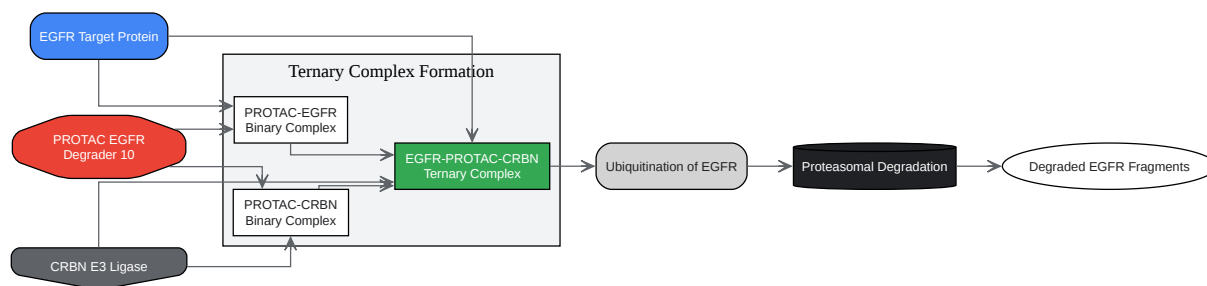 EGFR Target Protein
Ternary Complex Formation
PROTAC-EGFR
Binary Complex
PROTAC EGFR
Degrader 10
EGFR-PROTAC-CRBN
Ternary Complex
Ubiquitination of EGFR
Proteasomal Degradation
Degraded EGFR Fragments
PROTAC-CRBN
Binary Complex
CRBN E3 Ligase